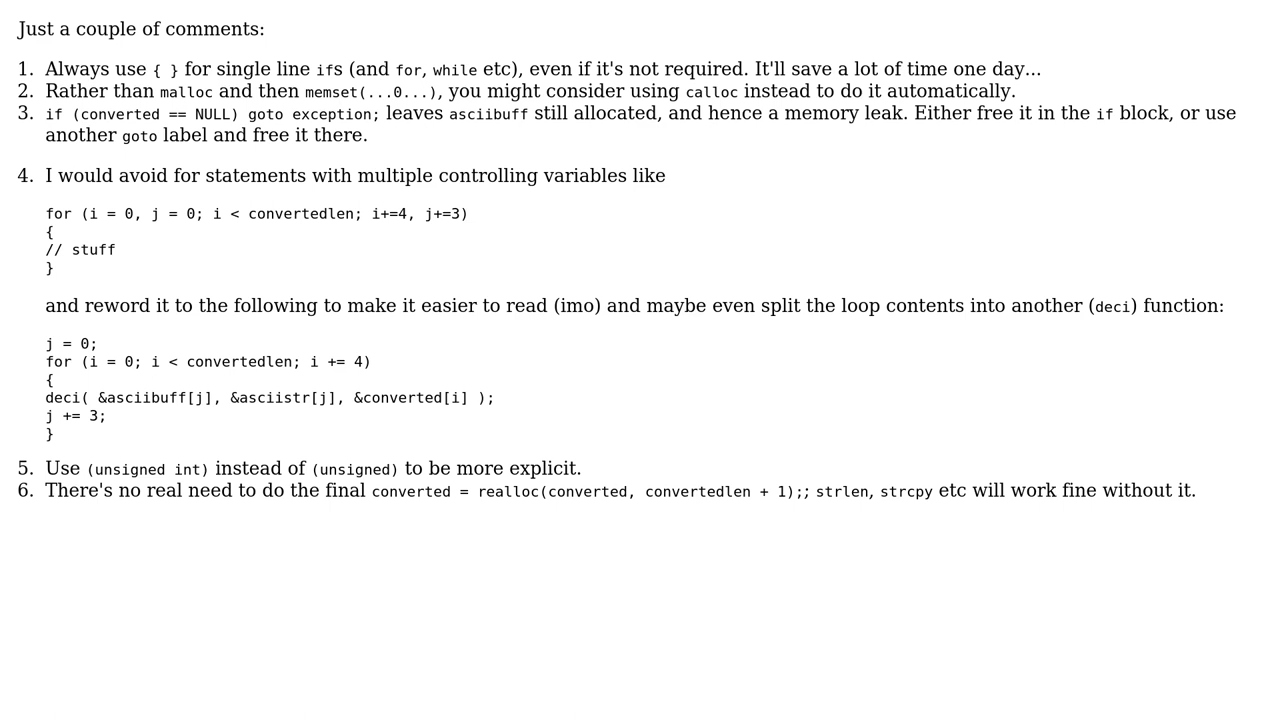 Just a couple of comments:
1. Always use { } for single line ifs (and for, while etc), even if it's not required. It'll save a lot of time one day...
2. Rather than malloc and then memset(...0...), you might consider using calloc instead to do it automatically.
3. if (converted == NULL) goto exception; leaves asciibuff still allocated, and hence a memory leak. Either free it in the if block, or use
another goto label and free it there.
4. I would avoid for statements with multiple controlling variables like
for (i = 0, j = 0; i < convertedlen; i+=4, j+=3)
{
// stuff
}
and reword it to the following to make it easier to read (imo) and maybe even split the loop contents into another (deci) function:
j = 0;
for (i = 0; i < convertedlen; i += 4)
{
deci( &asciibuff[j], &asciistr[j], &converted[i] );
j += 3;
}
5. Use (unsigned int) instead of (unsigned) to be more explicit.
6. There's no real need to do the final converted = realloc(converted, convertedlen + 1);; strlen, strcpy etc will work fine without it.